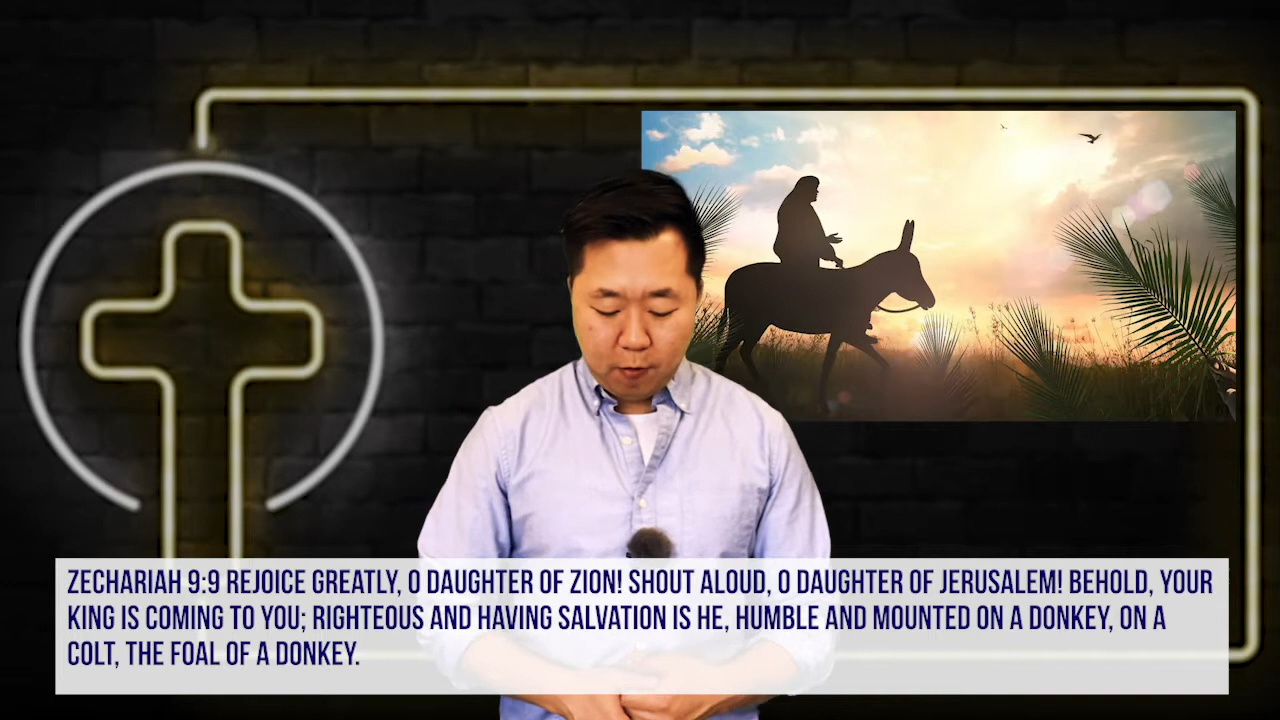 ZECHARIAH 9:9 REJOICE GREATLY, O DAUGHTER OF ZION! SHOUT ALOUD, O DAUGHTER OF JERUSALEM! BEHOLD, YOUR
KING IS COMING TO YOU; RIGHTEOUS AND HAVING SALVATION IS HE, HUMBLE AND MOUNTED ON A DONKEY, ON A
COLT, THE FOAL OF A DONKEY.